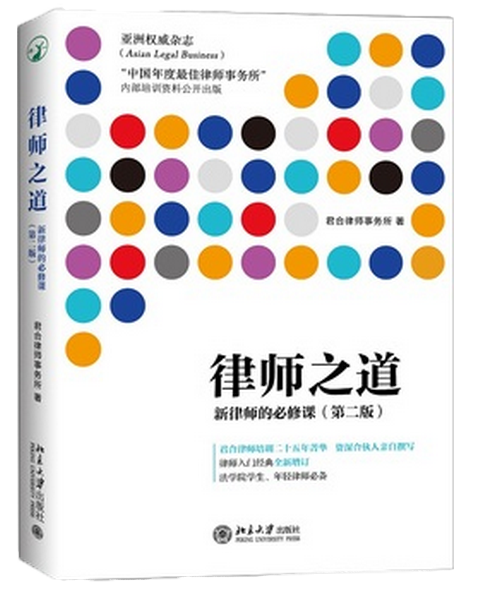 亚洲权威杂志
(Asian Legal Business)
“中国年度最佳律师事务所”
内部培训资料公开出版
君合律师事务所 著
律师之道
新律师的必修课(第二版)
君合律师培训二十五年菁华 资深合伙人亲自撰写
律师入门经典全新增订
法学院学生、年轻律师必备
北京大学出版社
PEKING UNIVERSITY PRESS
律师之道
新律师的必修课
(第二版)
君合律师事务所 著